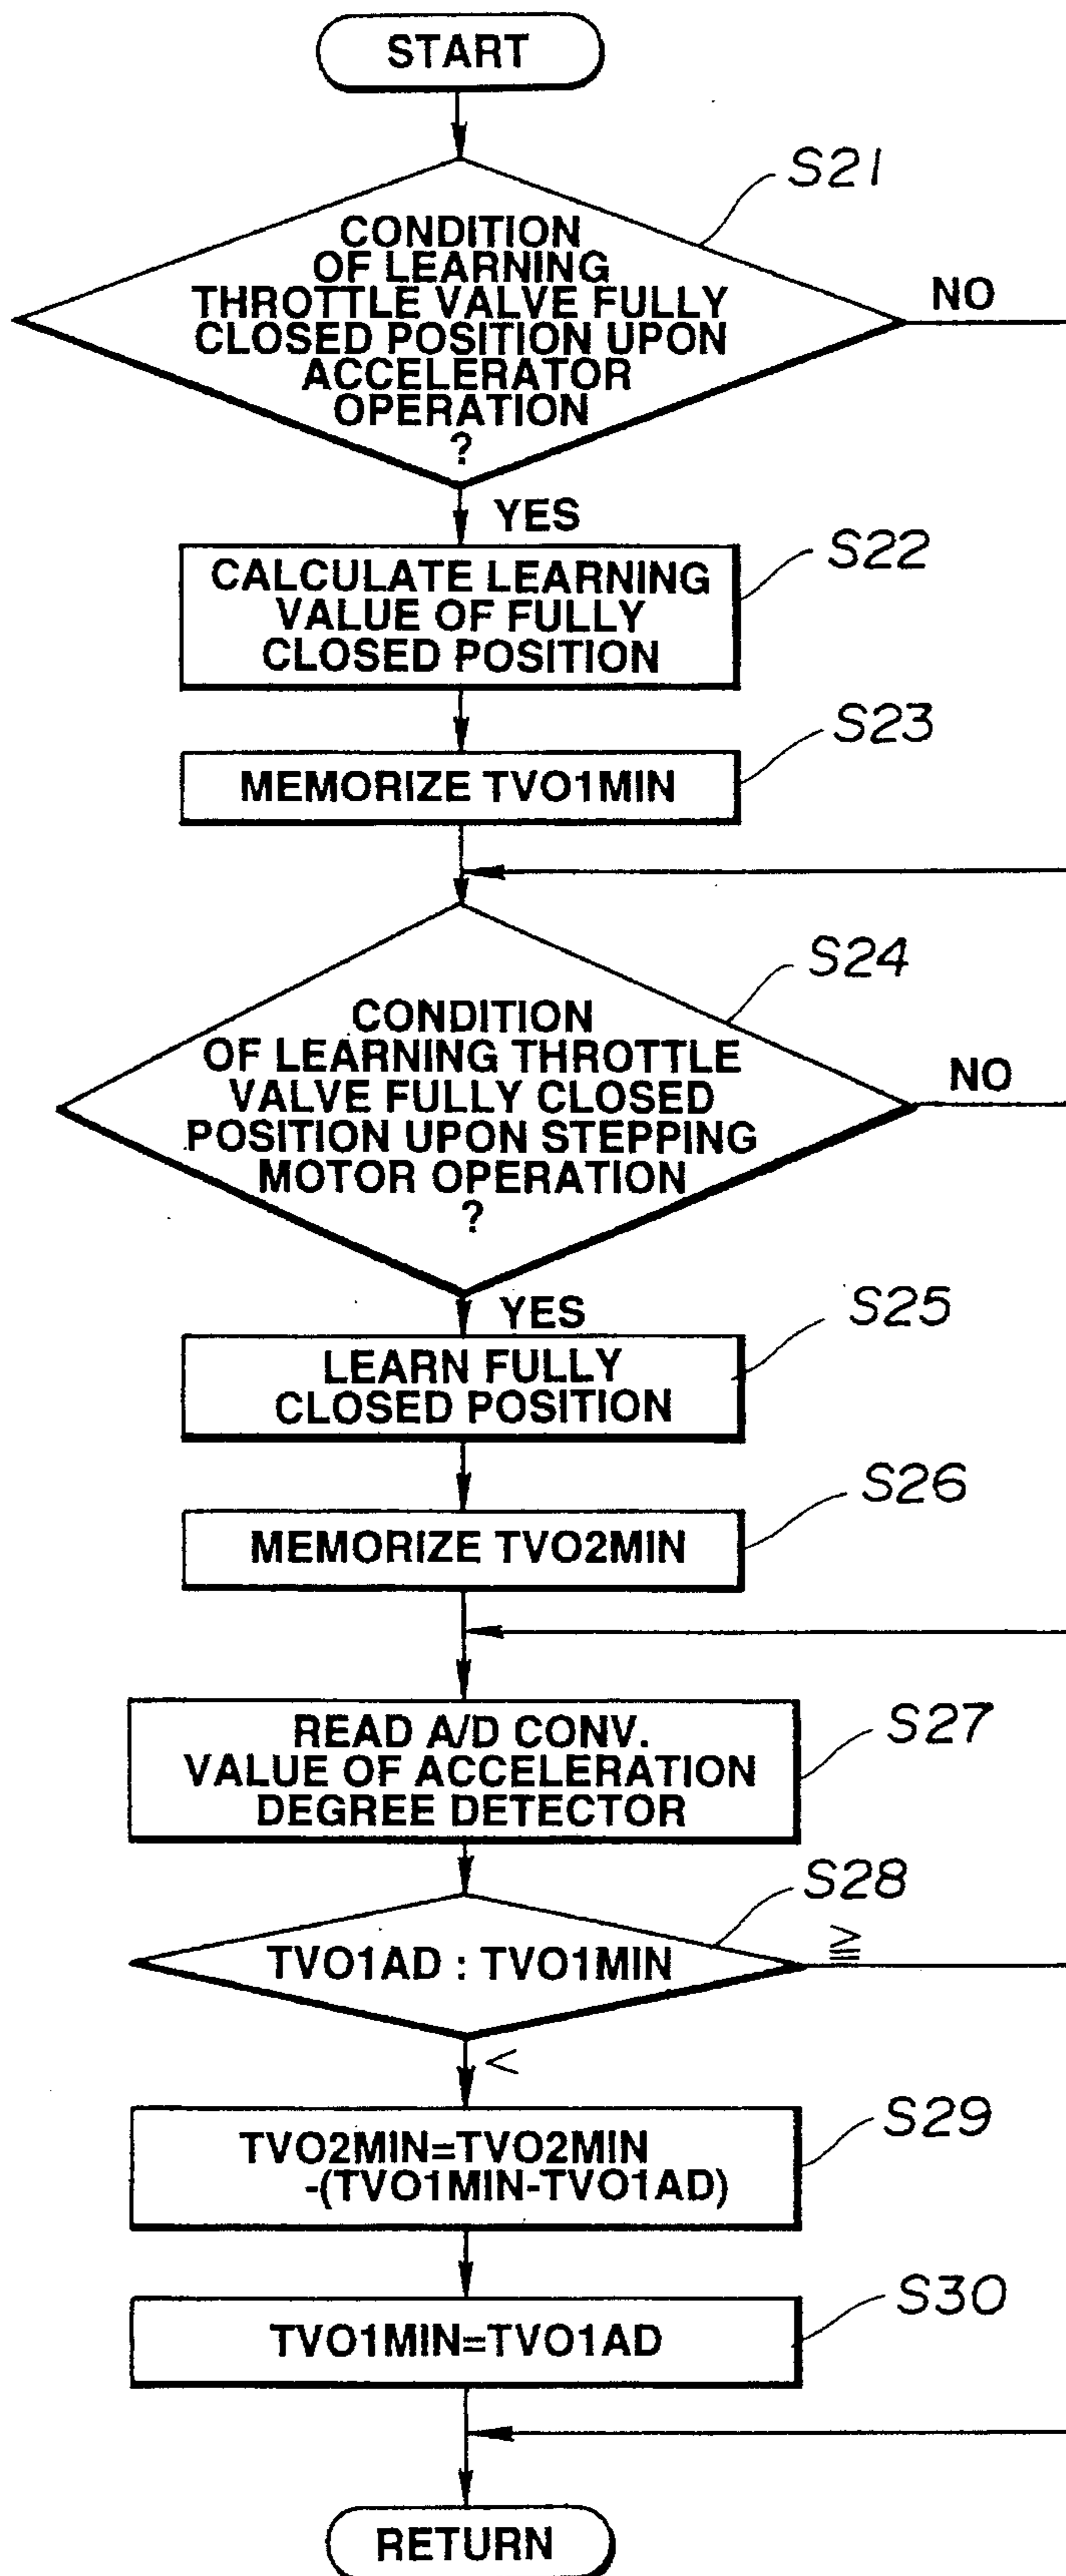 START
S21
CONDITION
OF LEARNING
THROTTLE VALVE FULLY
CLOSED POSITION UPON
ACCELERATOR
OPERATION
?
NO
YES
S22
CALCULATE LEARNING
VALUE OF FULLY
CLOSED POSITION
S23
MEMORIZE TVO1MIN
S24
CONDITION
OF LEARNING THROTTLE
VALVE FULLY CLOSED
POSITION UPON STEPPING
MOTOR OPERATION
?
NO
YES
S25
LEARN FULLY
CLOSED POSITION
S26
MEMORIZE TVO2MIN
S27
READ A/D CONV.
VALUE OF ACCELERATION
DEGREE DETECTOR
S28
TVO1AD : TVO1MIN
≧
<
S29
TVO2MIN=TVO2MIN
-(TVO1MIN-TVO1AD)
S30
TVO1MIN=TVO1AD
RETURN